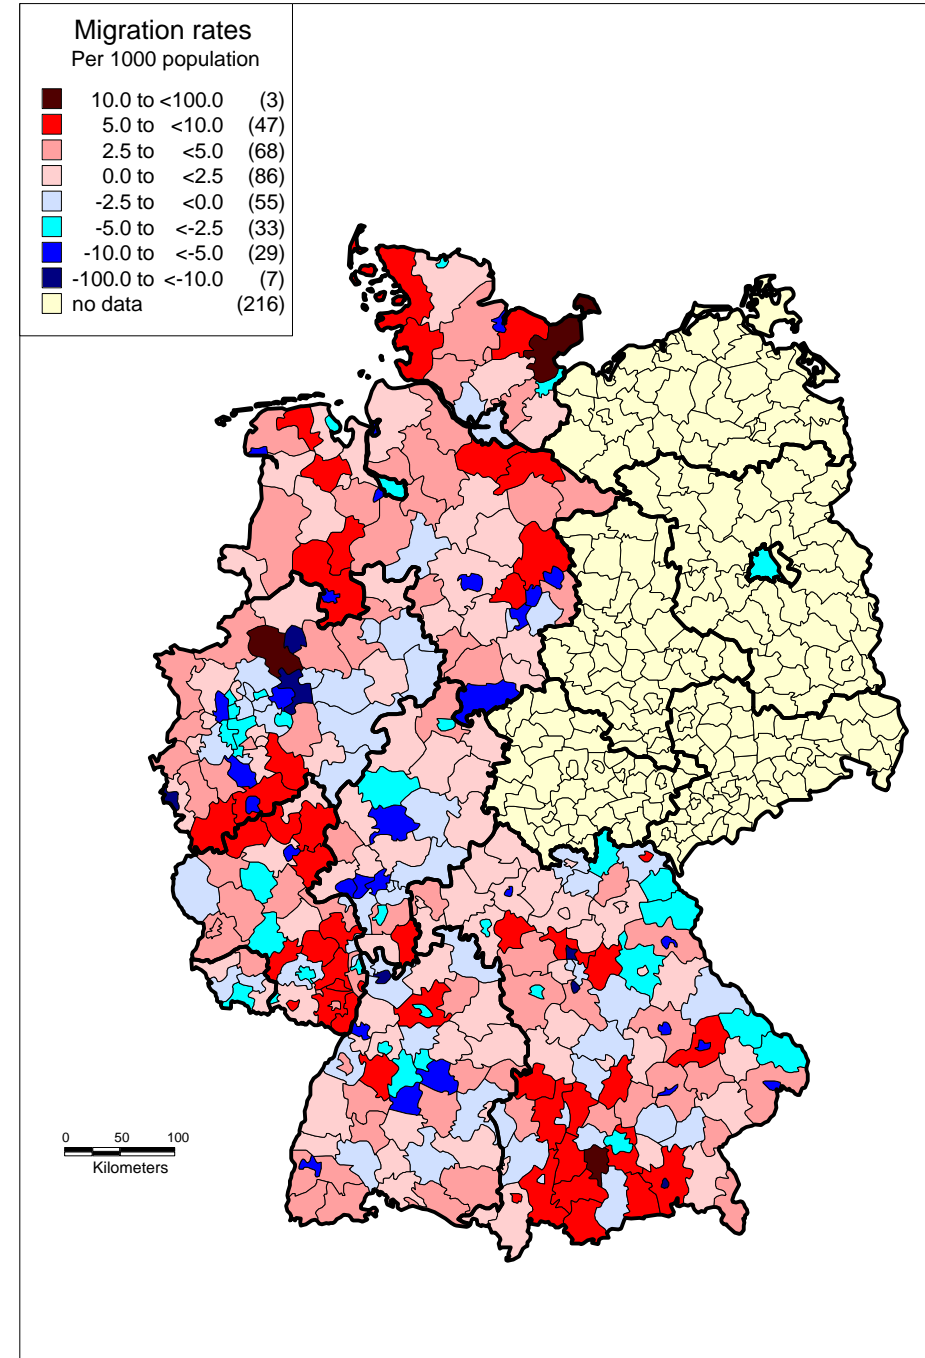 Migration rates
Per 1000 population
10.0 to <100.0 (3)
5.0 to <10.0 (47)
2.5 to <5.0 (68)
0.0 to <2.5 (86)
-2.5 to <0.0 (55)
-5.0 to <-2.5 (33)
-10.0 to <-5.0 (29)
-100.0 to <-10.0 (7)
no data (216)
0 50 100
Kilometers